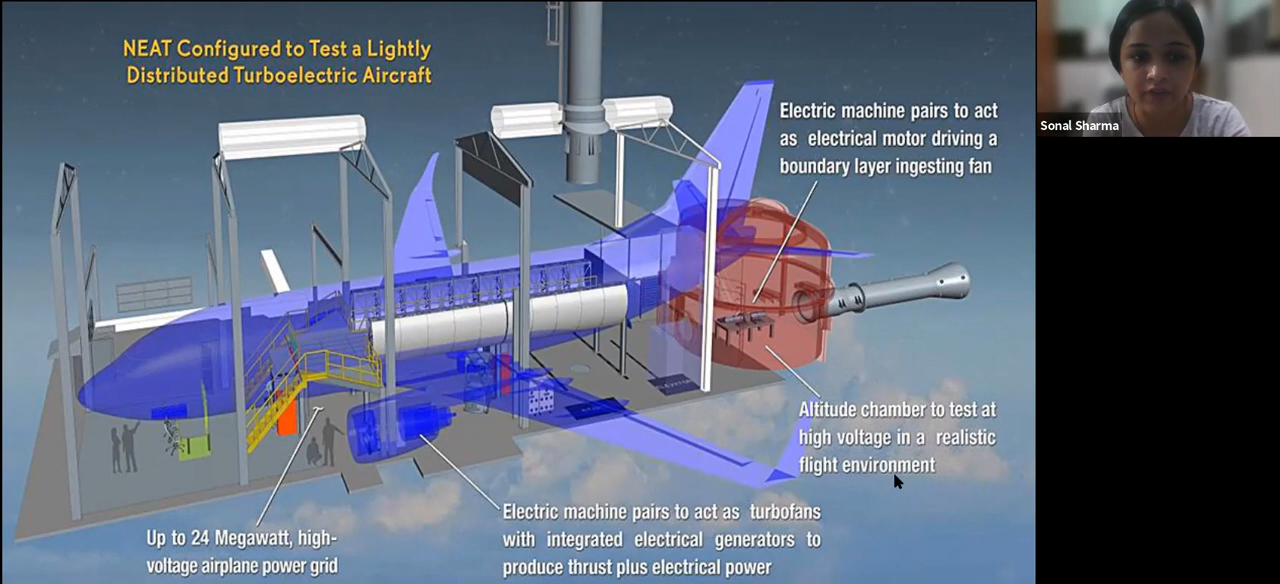 NEAT Configured to Test a Lightly
Distributed Turboelectric Aircraft
Electric machine pairs to act
as electrical motor driving a
boundary layer ingesting fan
Sonal Sharma
Altitude chamber to test at
high voltage in a realistic
flight environment
Electric machine pairs to act as turbofans
with integrated electrical generators to
produce thrust plus electrical power
Up to 24 Megawatt, high-
voltage airplane power grid